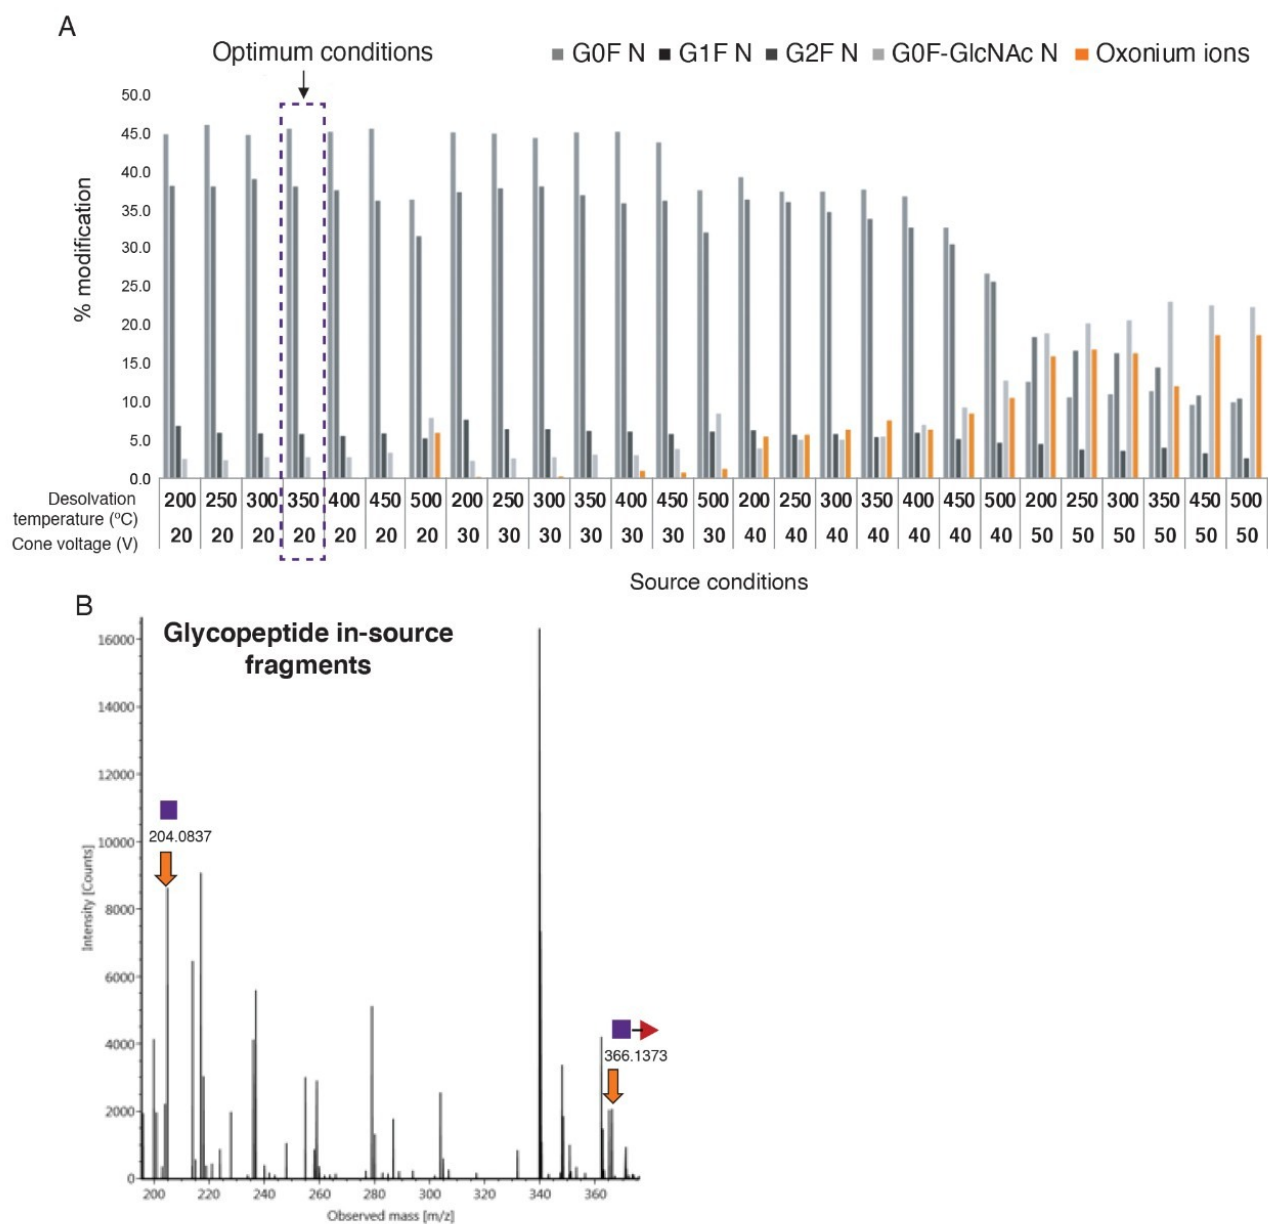 A
Optimum conditions
G0F N G1F N G2F N G0F-GlcNAc N Oxonium ions
50.0
45.0
40.0
35.0
30.0
25.0
20.0
15.0
10.0
5.0
0.0
% modification
Desolvation temperature (ºC) 200 250 300 350 400 450 500 200 250 300 350 400 450 500 200 250 300 350 400 450 500 200 250 300 350 450 500
Cone voltage (V) 20 20 20 20 20 20 20 30 30 30 30 30 30 30 40 40 40 40 40 40 40 50 50 50 50 50 50
Source conditions
B
Glycopeptide in-source
fragments
16000
14000
12000
10000
8000
6000
4000
2000
0
Intensity [Counts]
204.0837
366.1373
200 220 240 260 280 300 320 340 360
Observed mass [m/z]